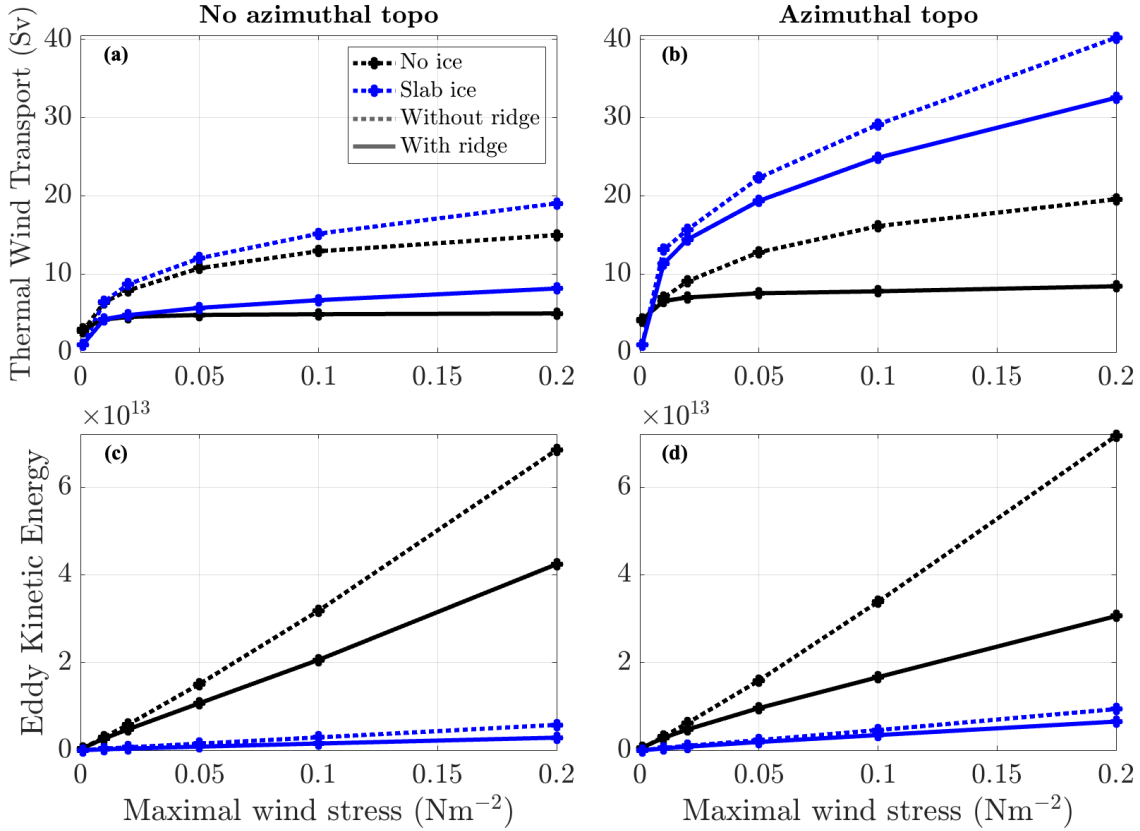 No azimuthal topo
Azimuthal topo
Thermal Wind Transport (Sv)
(a)
40
30
20
10
0
0
0.05
0.1
0.15
0.2
No ice
Slab ice
Without ridge
With ridge
(b)
40
30
20
10
0
0
0.05
0.1
0.15
0.2
Eddy Kinetic Energy
×10¹³
(c)
6
4
2
0
0
0.05
0.1
0.15
0.2
Maximal wind stress (Nm⁻²)
×10¹³
(d)
6
4
2
0
0
0.05
0.1
0.15
0.2
Maximal wind stress (Nm⁻²)